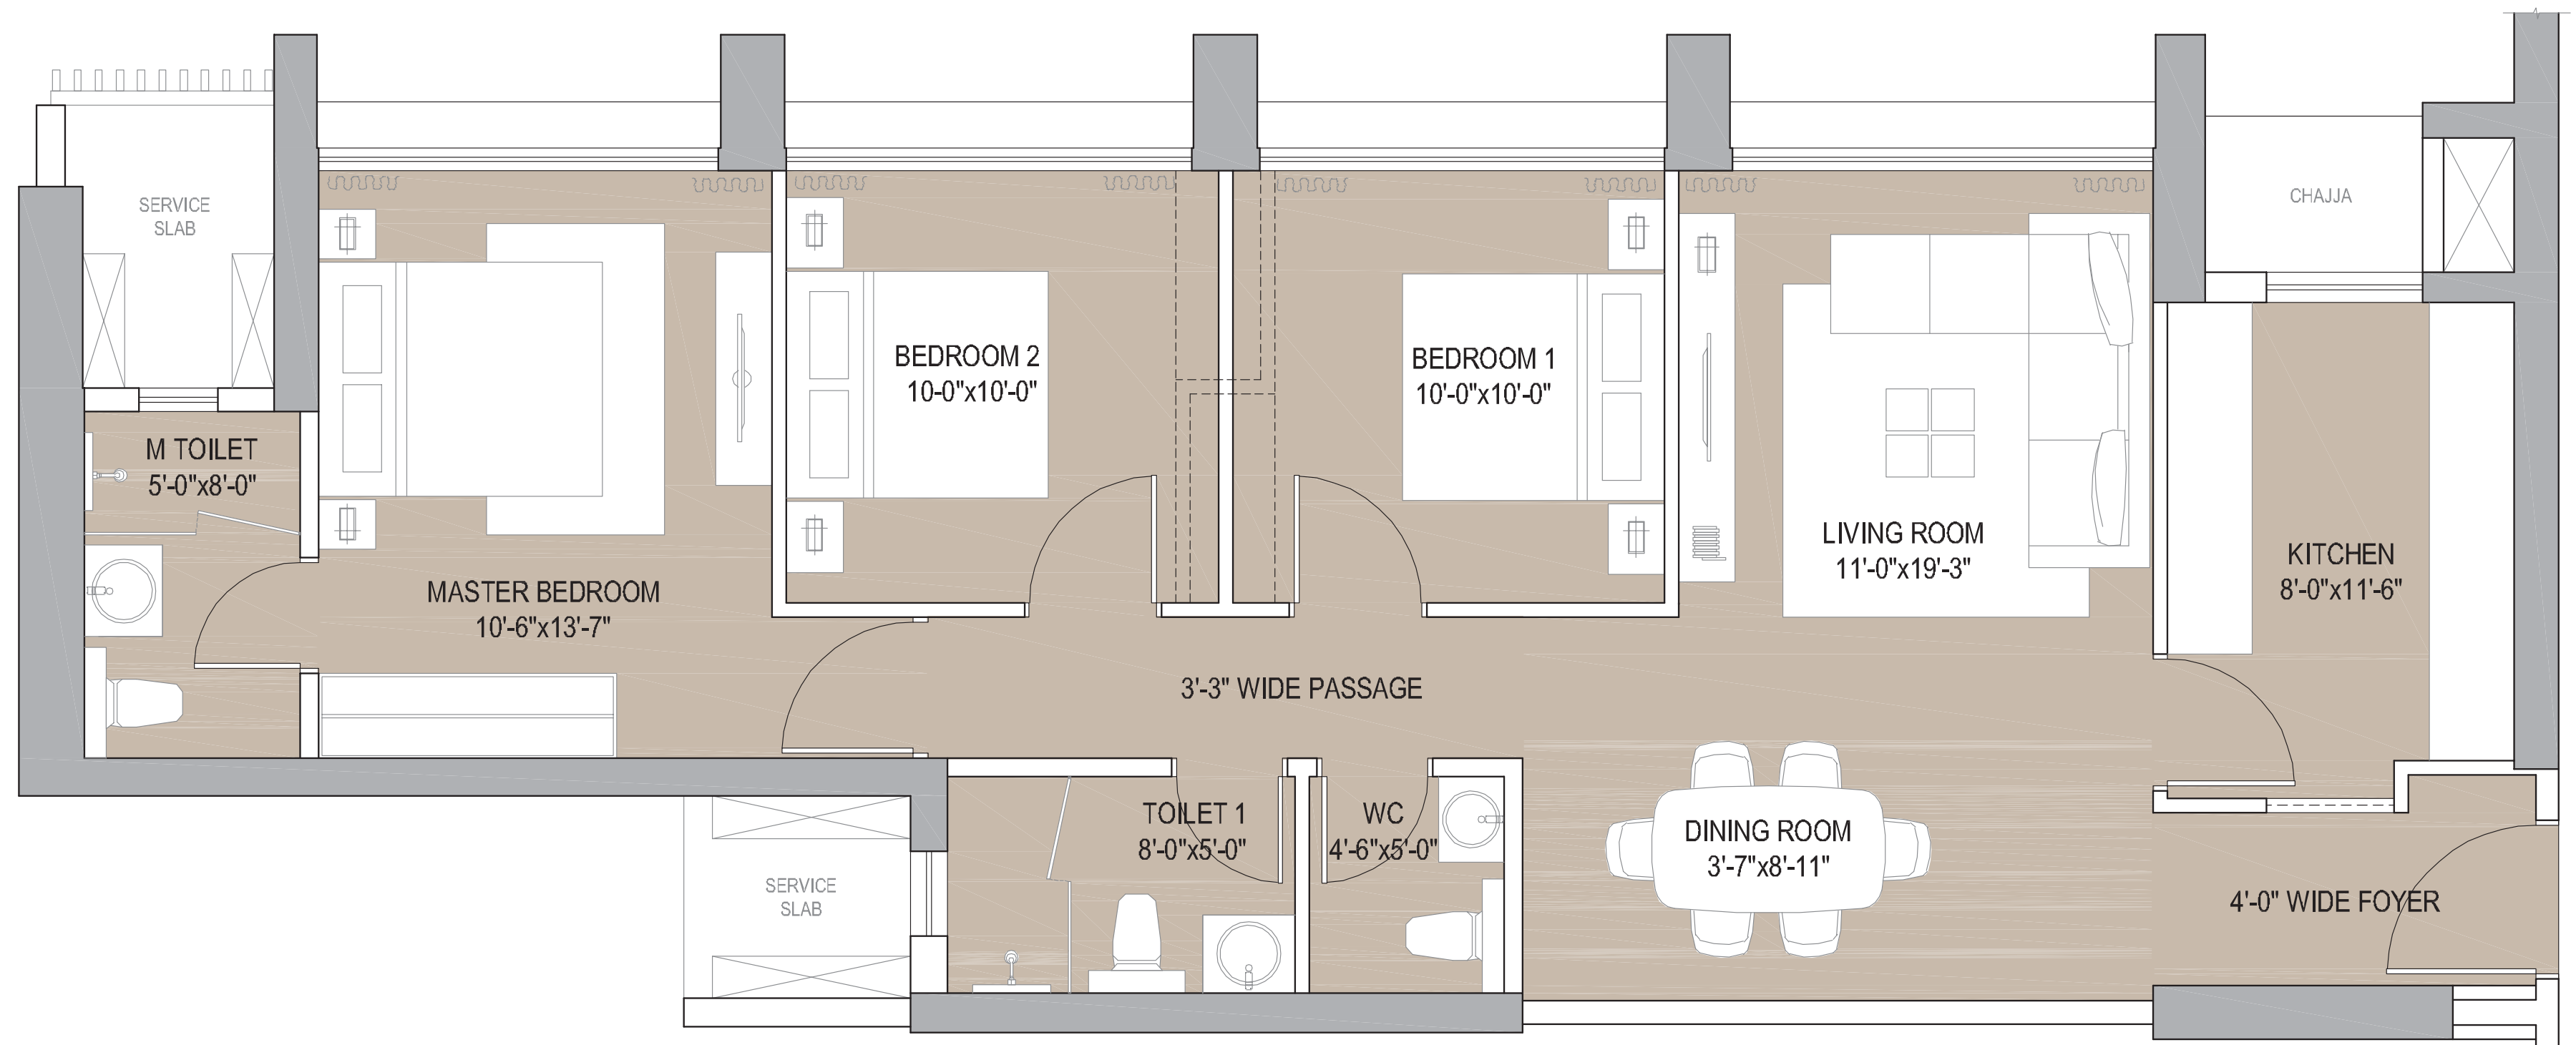 SERVICE
SLAB
CHAJJA
BEDROOM 2
10-0"x10'-0"
BEDROOM 1
10'-0"x10'-0"
M TOILET
5'-0"x8'-0"
LIVING ROOM
11'-0"x19'-3"
KITCHEN
8'-0"x11'-6"
MASTER BEDROOM
10'-6"x13'-7"
3'-3" WIDE PASSAGE
TOILET 1
8'-0"x5'-0"
WC
4'-6"x5'-0"
DINING ROOM
3'-7"x8'-11"
SERVICE
SLAB
4'-0" WIDE FOYER